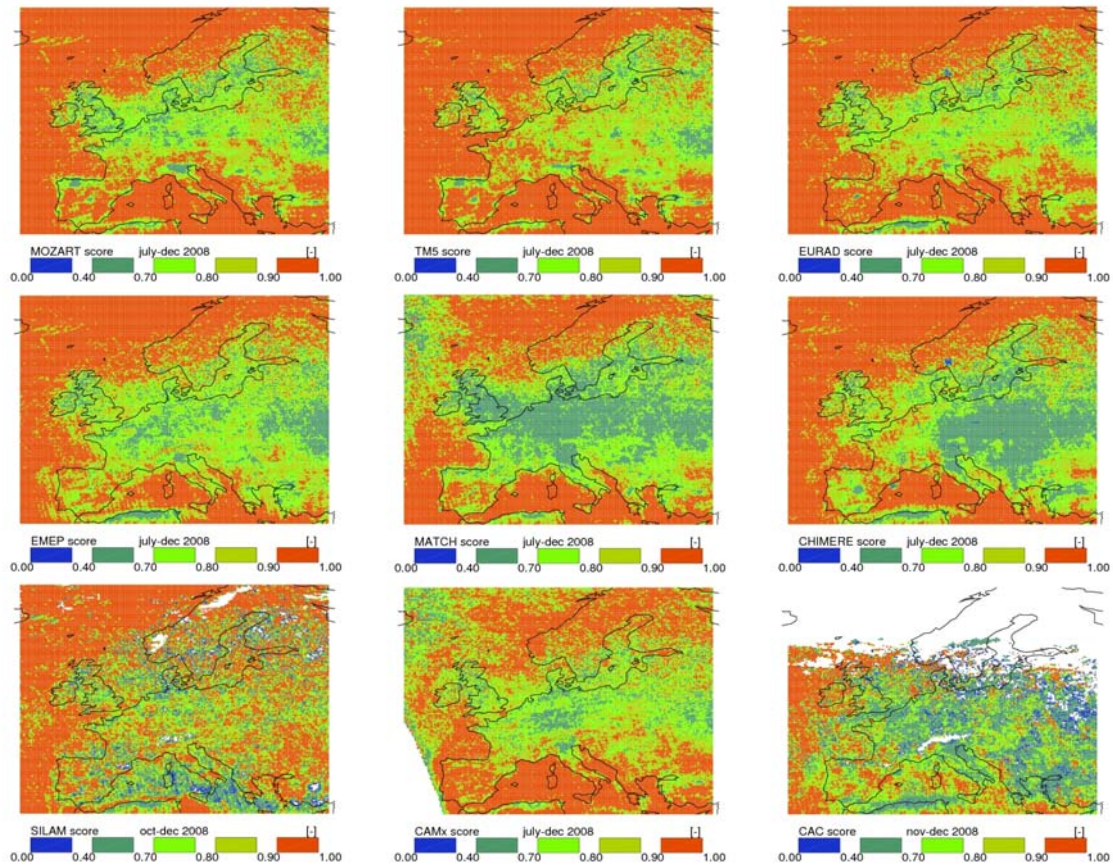 MOZART score july-dec 2008 [-]
0.00 0.40 0.70 0.80 0.90 1.00
TM5 score july-dec 2008 [-]
0.00 0.40 0.70 0.80 0.90 1.00
EURAD score july-dec 2008 [-]
0.00 0.40 0.70 0.80 0.90 1.00
EMEP score july-dec 2008 [-]
0.00 0.40 0.70 0.80 0.90 1.00
MATCH score july-dec 2008 [-]
0.00 0.40 0.70 0.80 0.90 1.00
CHIMERE score july-dec 2008 [-]
0.00 0.40 0.70 0.80 0.90 1.00
SILAM score oct-dec 2008 [-]
0.00 0.40 0.70 0.80 0.90 1.00
CAMx score july-dec 2008 [-]
0.00 0.40 0.70 0.80 0.90 1.00
CAC score nov-dec 2008 [-]
0.00 0.40 0.70 0.80 0.90 1.00